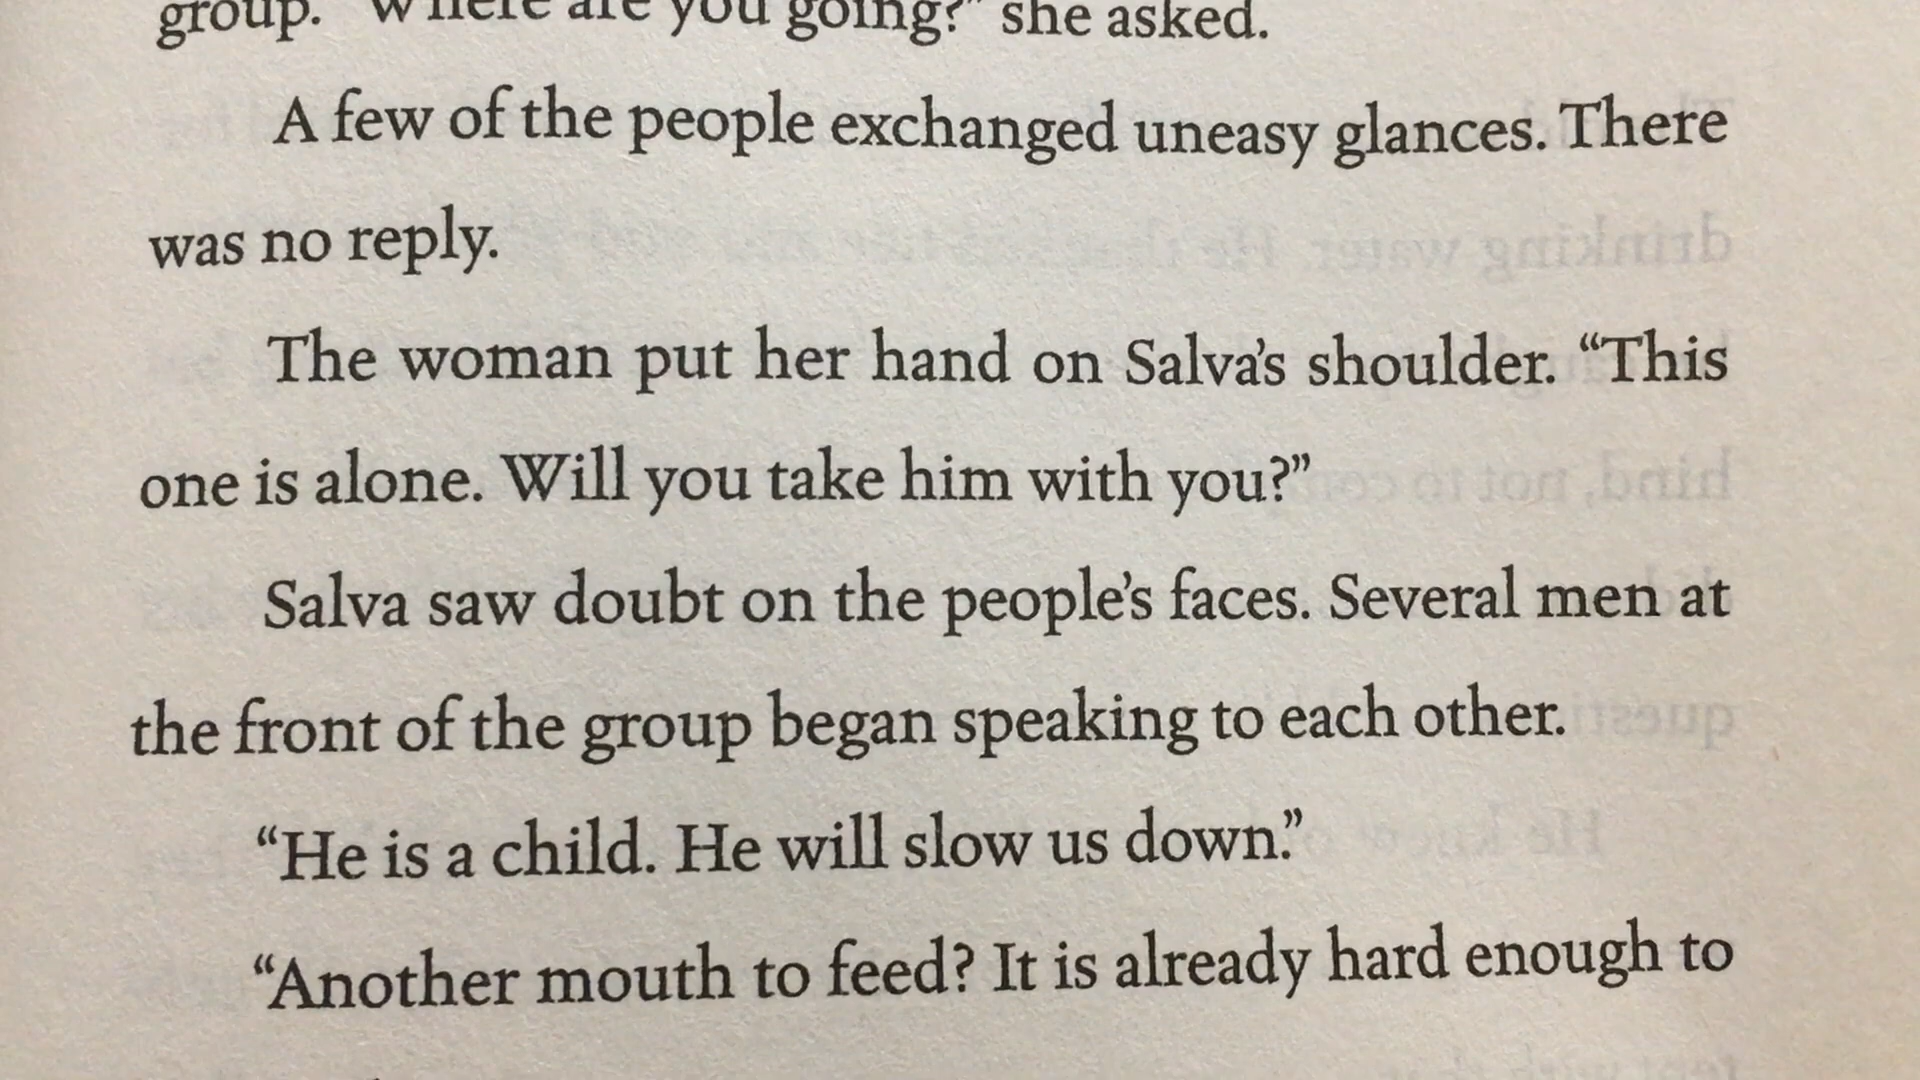 group. "Where are you going?" she asked.
A few of the people exchanged uneasy glances. There
was no reply.
The woman put her hand on Salva's shoulder. “This
one is alone. Will you take him with you?”
Salva saw doubt on the people's faces. Several men at
the front of the group began speaking to each other.
“He is a child. He will slow us down.”
“Another mouth to feed? It is already hard enough to